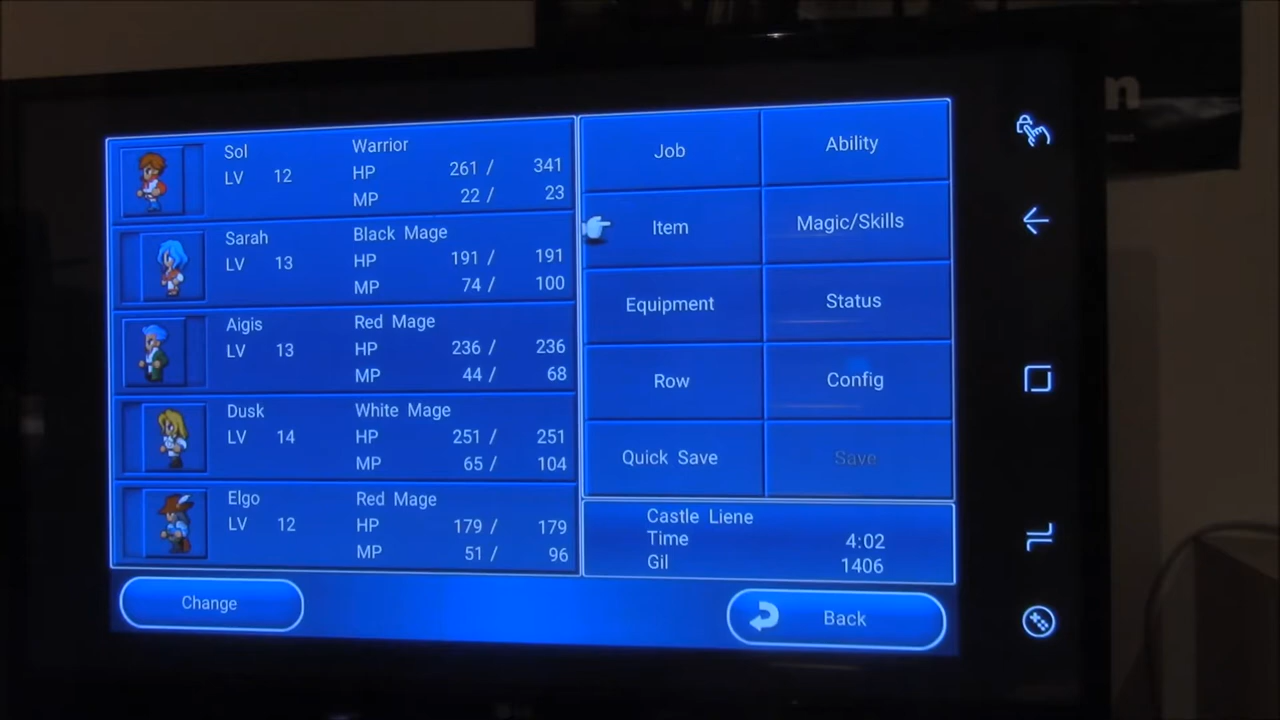 Sol Warrior
LV 12 HP 261 / 341
MP 22 / 23
Sarah Black Mage
LV 13 HP 191 / 191
MP 74 / 100
Aigis Red Mage
LV 13 HP 236 / 236
MP 44 / 68
Dusk White Mage
LV 14 HP 251 / 251
MP 65 / 104
Elgo Red Mage
LV 12 HP 179 / 179
MP 51 / 96
Change
Job Ability
Item Magic/Skills
Equipment Status
Row Config
Quick Save Save
Castle Liene
Time 4:02
Gil 1406
Back
n